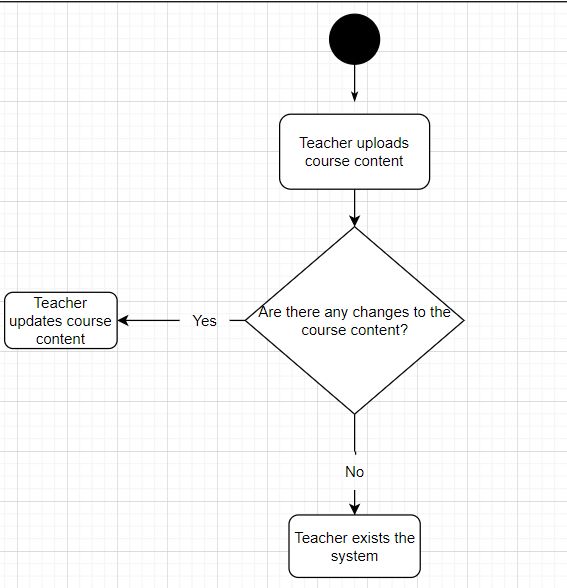 Teacher uploads
course content
Are there any changes to the
course content?
Yes
Teacher
updates course
content
No
Teacher exists the
system